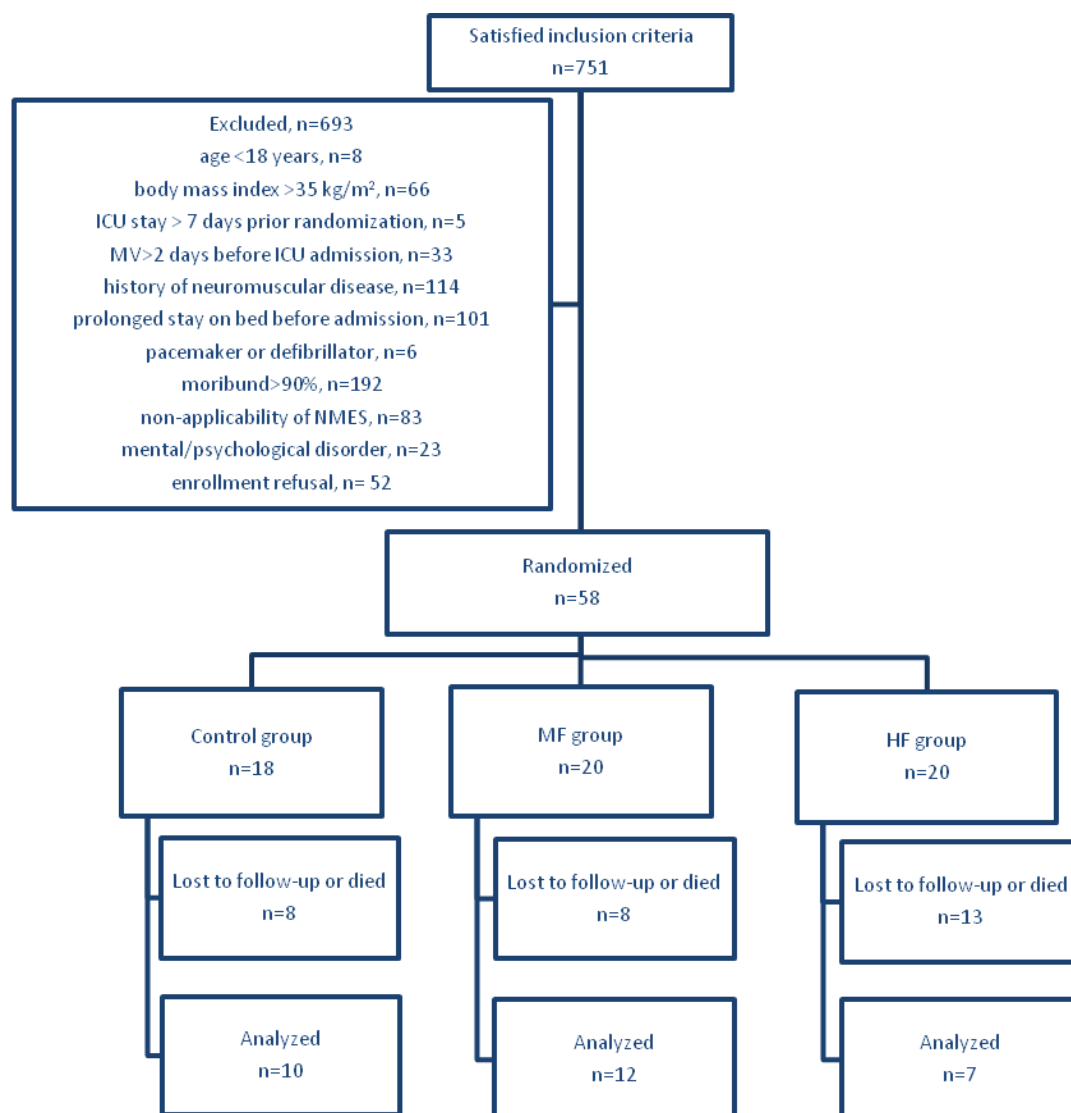 Satisfied inclusion criteria
n=751
Excluded, n=693
age <18 years, n=8
body mass index >35 kg/m², n=66
ICU stay > 7 days prior randomization, n=5
MV>2 days before ICU admission, n=33
history of neuromuscular disease, n=114
prolonged stay on bed before admission, n=101
pacemaker or defibrillator, n=6
moribund>90%, n=192
non-applicability of NMES, n=83
mental/psychological disorder, n=23
enrollment refusal, n= 52
Randomized
n=58
Control group
n=18
MF group
n=20
HF group
n=20
Lost to follow-up or died
n=8
Lost to follow-up or died
n=8
Lost to follow-up or died
n=13
Analyzed
n=10
Analyzed
n=12
Analyzed
n=7